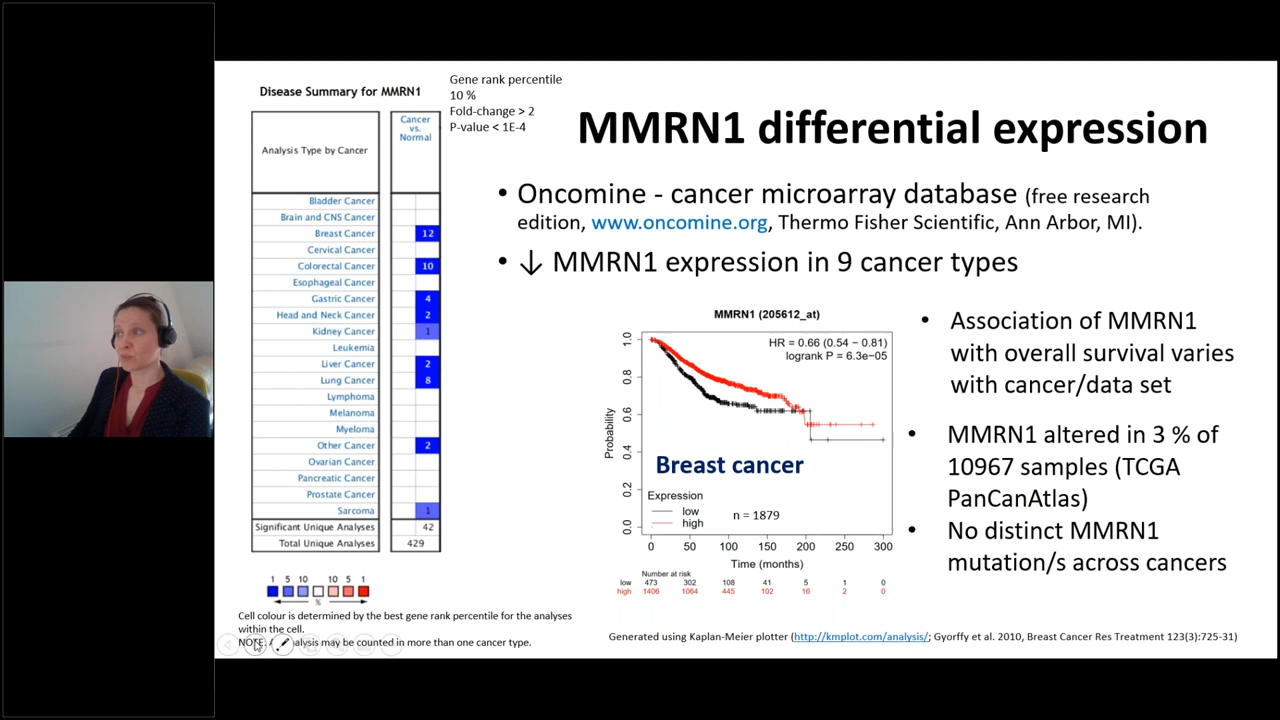 Disease Summary for MMRN1
Gene rank percentile
10 %
Fold-change > 2
P-value < 1E-4
Analysis Type by Cancer
Cancer
vs.
Normal
Bladder Cancer
Brain and CNS Cancer
Breast Cancer 12
Cervical Cancer
Colorectal Cancer 10
Esophageal Cancer
Gastric Cancer 4
Head and Neck Cancer 2
Kidney Cancer 1
Leukemia
Liver Cancer 2
Lung Cancer 8
Lymphoma
Melanoma
Myeloma
Other Cancer 2
Ovarian Cancer
Pancreatic Cancer
Prostate Cancer
Sarcoma 1
Significant Unique Analyses 42
Total Unique Analyses 429
1 5 10 10 5 1
%
Cell colour is determined by the best gene rank percentile for the analyses
within the cell.
may be counted in more than one cancer type.
MMRN1 differential expression
• Oncomine - cancer microarray database (free research
edition, www.oncomine.org, Thermo Fisher Scientific, Ann Arbor, MI).
• ↓ MMRN1 expression in 9 cancer types
MMRN1 (205612_at)
HR = 0.66 (0.54 − 0.81)
logrank P = 6.3e−05
Probability
1.0
0.8
0.6
0.4
0.2
0.0
Breast cancer
Expression
low
high
n = 1879
0 50 100 150 200 250 300
Time (months)
Number at risk
low 473 302 108 41 5 1 0
high 1406 1064 445 102 16 2 0
• Association of MMRN1
with overall survival varies
with cancer/data set
• MMRN1 altered in 3 % of
10967 samples (TCGA
PanCanAtlas)
• No distinct MMRN1
mutation/s across cancers
Generated using Kaplan-Meier plotter (http://kmplot.com/analysis/; Gyorffy et al. 2010, Breast Cancer Res Treatment 123(3):725-31)